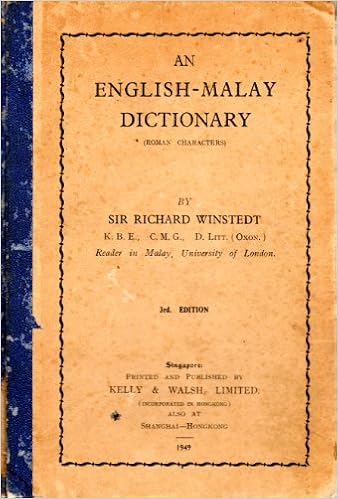 AN
ENGLISH-MALAY
DICTIONARY
(ROMAN CHARACTERS)
BY
SIR RICHARD WINSTEDT
K. B. E., C. M. G., D. LITT. (OXON.)
Reader in Malay, University of London.
3rd. EDITION
Singapore:
PRINTED AND PUBLISHED BY
KELLY & WALSH, LIMITED.
(INCORPORATED IN HONGKONG)
ALSO AT
SHANGHAI—HONGKONG
1949